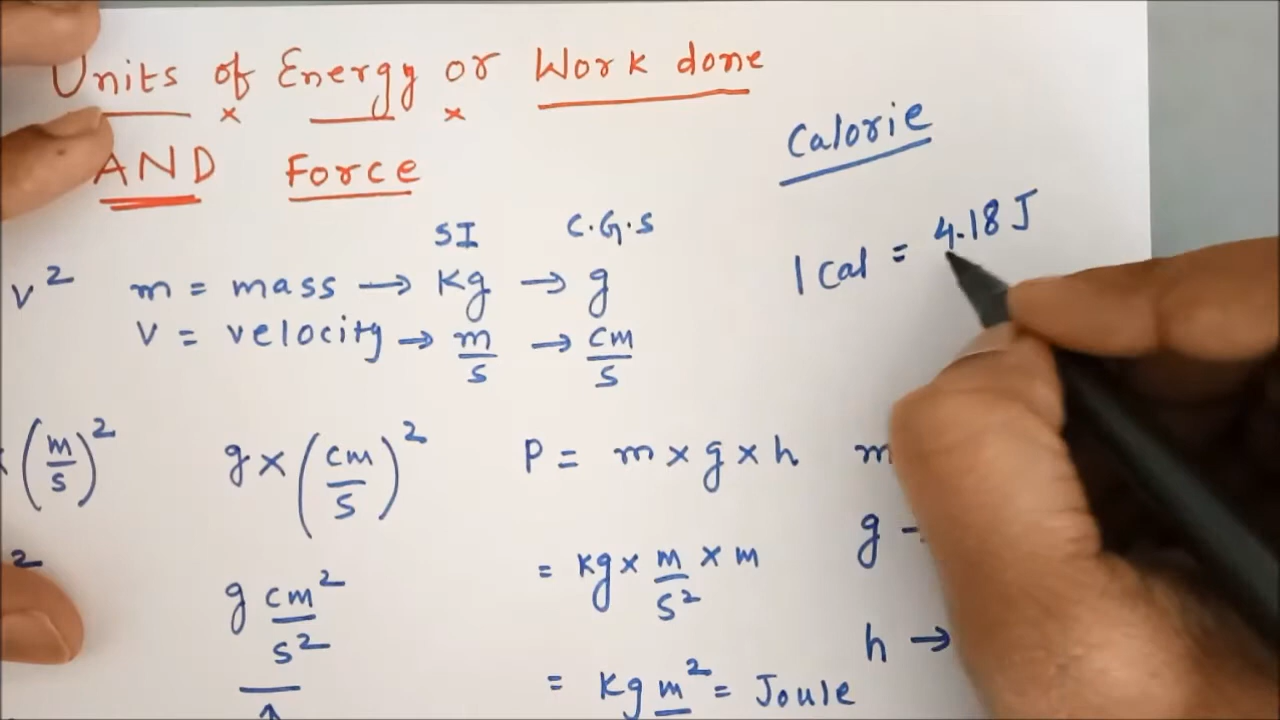 Units of Energy or Work done
AND Force
Calorie
1 Cal = 4.18 J
SI C.G.S
v² m = mass → Kg → g
V = velocity → m/s → cm/s
(m/s)² g × (cm/s)²
P = m × g × h m
2 g cm²/s²
= kg × m/s² × m g -
h →
= Kg m² = Joule